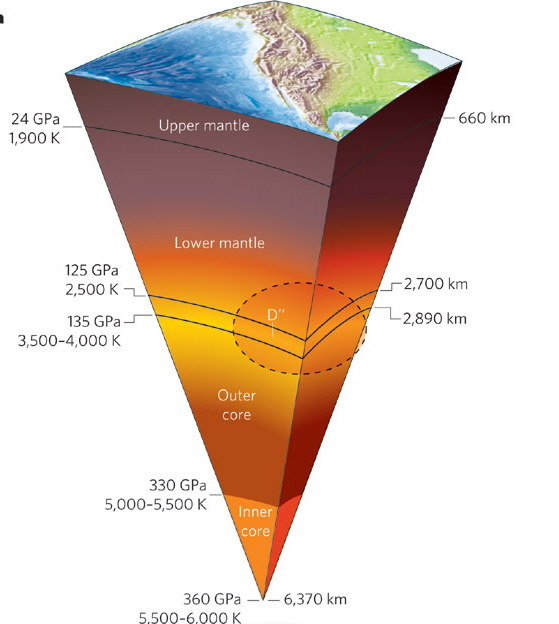 a
24 GPa
1,900 K
Upper mantle
660 km
Lower mantle
125 GPa
2,500 K
2,700 km
135 GPa
3,500–4,000 K
D′′
2,890 km
Outer
core
330 GPa
5,000–5,500 K
Inner
core
360 GPa
5,500–6,000 K
6,370 km